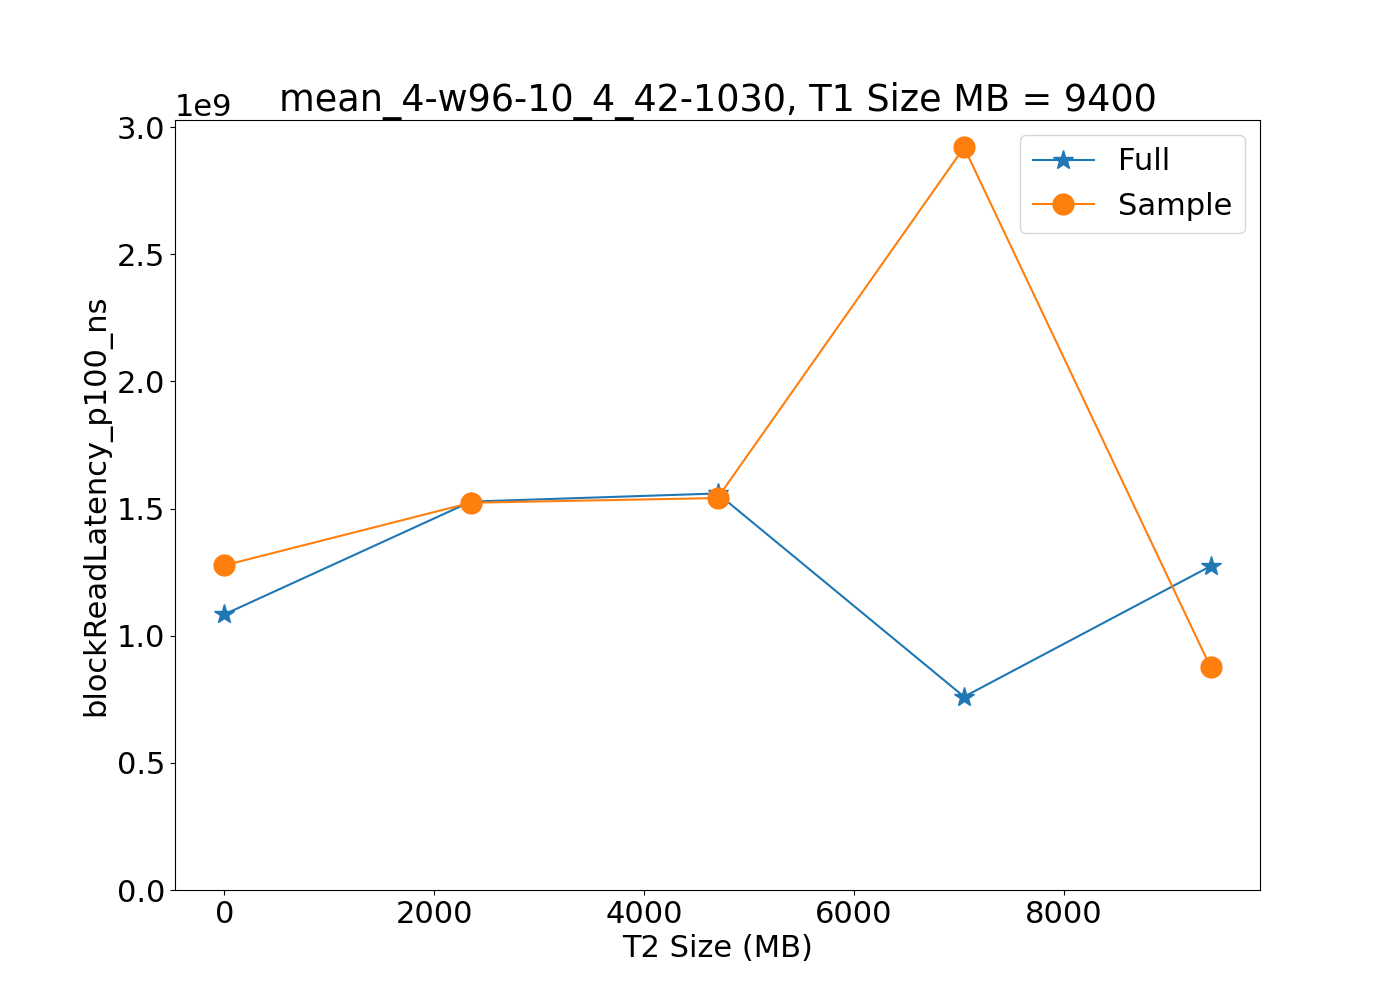 mean_4-w96-10_4_42-1030, T1 Size MB = 9400
1e9
3.0
2.5
2.0
1.5
1.0
0.5
0.0
blockReadLatency_p100_ns
Full
Sample
0 2000 4000 6000 8000
T2 Size (MB)